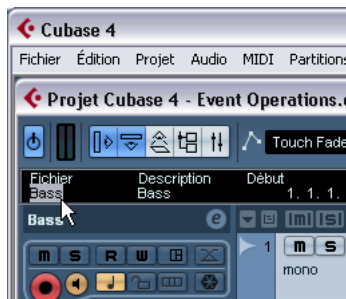 Cubase 4
Fichier Édition Projet Audio MIDI Partitions
Projet Cubase 4 - Event Operations.
Touch Fade
Fichier Description Début
Bass Bass 1. 1. 1.
Bass e
m s R W
1 m s
mono